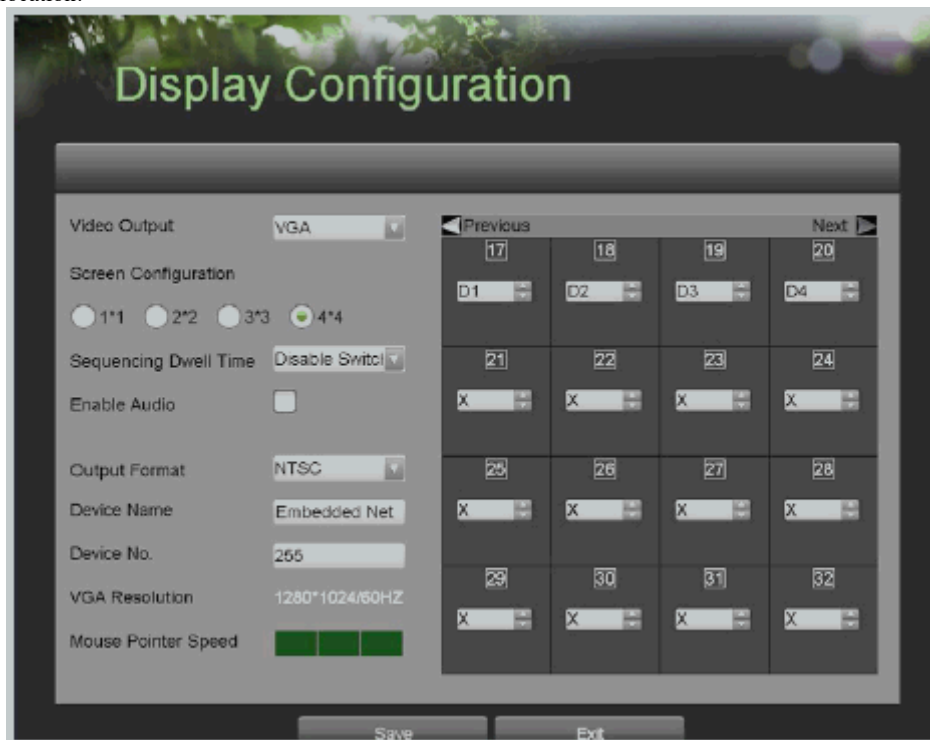 location.
Display Configuration
Video Output VGA
Screen Configuration
1*1 2*2 3*3 4*4
Sequencing Dwell Time Disable Switcl
Enable Audio
Output Format NTSC
Device Name Embedded Net
Device No. 255
VGA Resolution 1280*1024/60HZ
Mouse Pointer Speed
Previous Next
17 18 19 20
D1 D2 D3 D4
21 22 23 24
X X X X
25 26 27 28
X X X X
29 30 31 32
X X X X
Save Exit